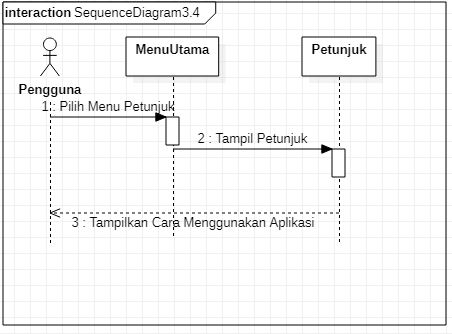 interaction SequenceDiagram3.4
MenuUtama
Petunjuk
Pengguna
1 : Pilih Menu Petunjuk
2 : Tampil Petunjuk
3 : Tampilkan Cara Menggunakan Aplikasi